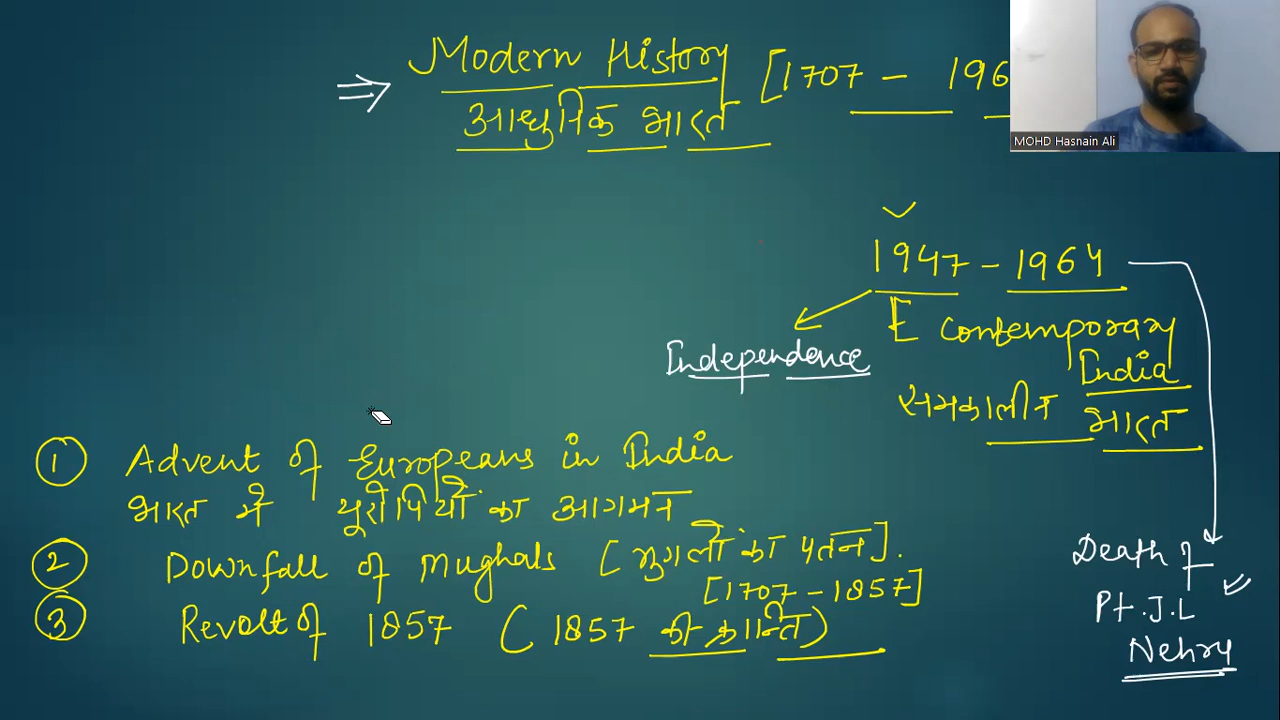 ⇒ Modern History [1707 - 196
आधुनिक भारत
MOHD Hasnain Ali
1947 - 1964
Independence
E contemporary
India
समकालीन भारत
① Advent of Europeans in India
भारत में यूरोपियों का आगमन
② Downfall of Mughals [मुगलों का पतन].
[1707 - 1857]
③ Revolt of 1857 (1857 की क्रान्ति)
Death of
Pt. J.L
Nehry